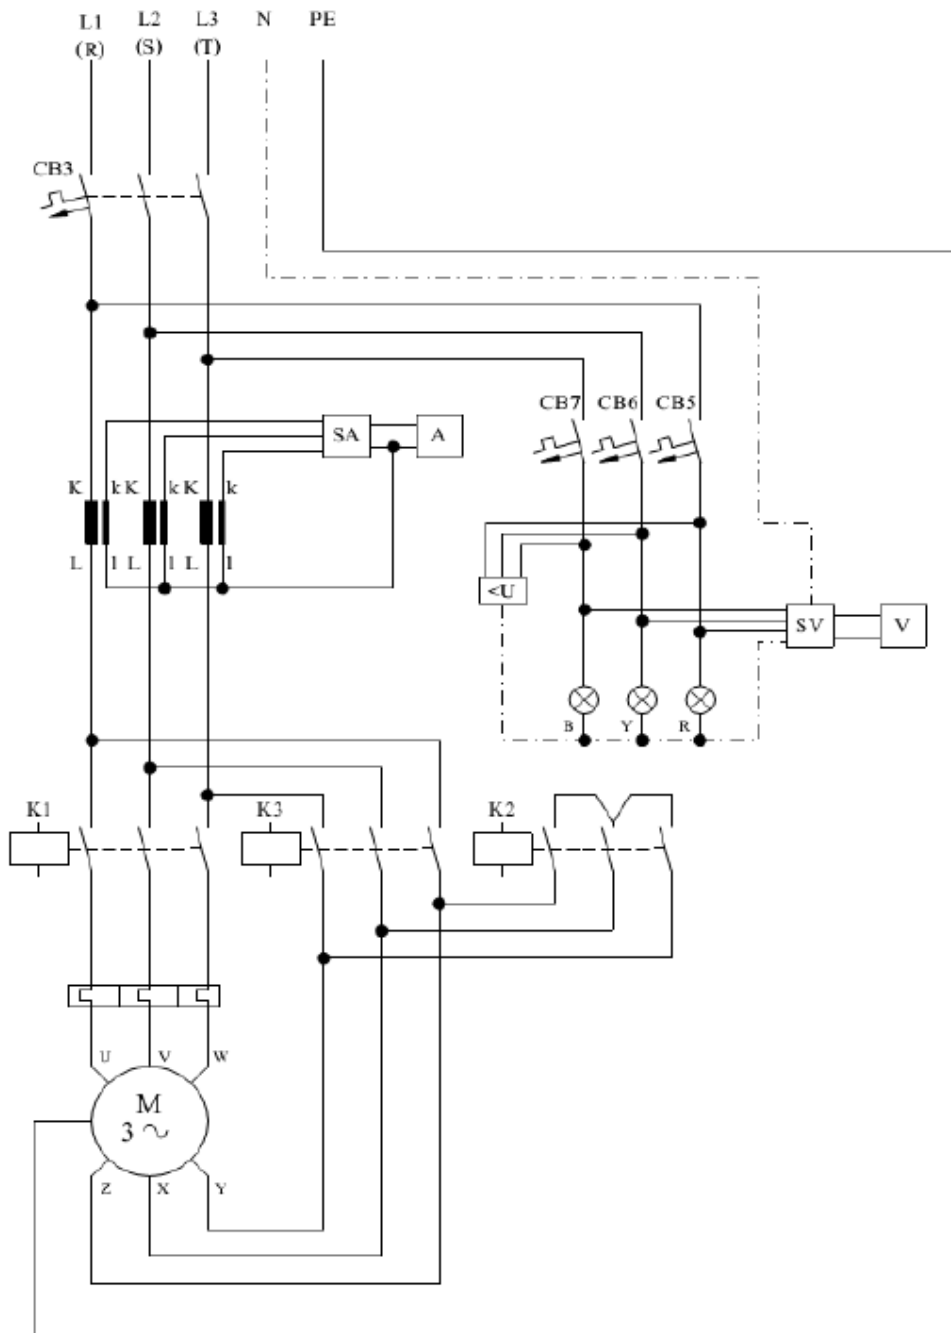 L1 L2 L3 N PE
(R) (S) (T)
CB3
CB7 CB6 CB5
SA A
K k K k K k
L l L l L l
<U
SV V
B Y R
K1 K3 K2
U V W
M
3 ~
Z X Y